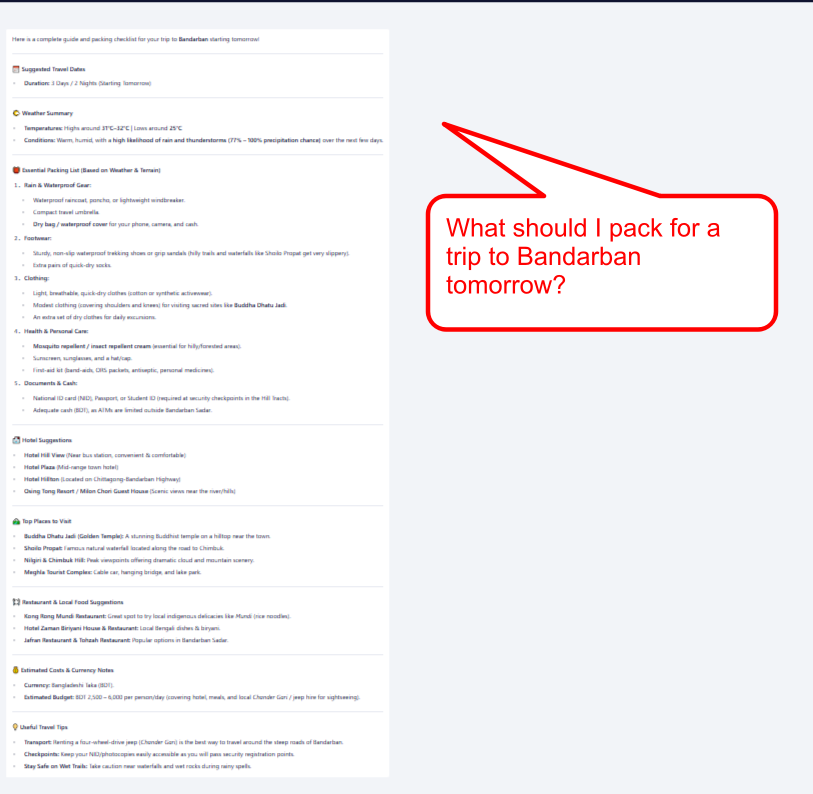 Here is a complete guide and packing checklist for your trip to Bandarban starting tomorrow!
Suggested Travel Dates
Duration: 3 Days / 2 Nights (Starting Tomorrow)
Weather Summary
Temperatures: Highs around 31°C–32°C | Lows around 25°C
Conditions: Warm, humid, with a high likelihood of rain and thunderstorms (77% – 100% precipitation chance) over the next few days.
Essential Packing List (Based on Weather & Terrain)
1. Rain & Waterproof Gear:
Waterproof raincoat, poncho, or lightweight windbreaker.
Compact travel umbrella.
Dry bag / waterproof cover for your phone, camera, and cash.
2. Footwear:
Sturdy, non-slip waterproof trekking shoes or grip sandals (hilly trails and waterfalls like Shoilo Propat get very slippery).
Extra pairs of quick-dry socks.
3. Clothing:
Light, breathable, quick-dry clothes (cotton or synthetic activewear).
Modest clothing (covering shoulders and knees) for visiting sacred sites like Buddha Dhatu Jadi.
An extra set of dry clothes for daily excursions.
4. Health & Personal Care:
Mosquito repellent / insect repellent cream (essential for hilly/forested areas).
Sunscreen, sunglasses, and a hat/cap.
First-aid kit (band-aids, ORS packets, antiseptic, personal medicines).
5. Documents & Cash:
National ID card (NID), Passport, or Student ID (required at security checkpoints in the Hill Tracts).
Adequate cash (BDT), as ATMs are limited outside Bandarban Sadar.
Hotel Suggestions
Hotel Hill View (Near bus station, convenient & comfortable)
Hotel Plaza (Mid-range town hotel)
Hotel Hillton (Located on Chittagong-Bandarban Highway)
Osing Tong Resort / Milon Chori Guest House (Scenic views near the river/hills)
Top Places to Visit
Buddha Dhatu Jadi (Golden Temple): A stunning Buddhist temple on a hilltop near the town.
Shoilo Propat: Famous natural waterfall located along the road to Chimbuk.
Nilgiri & Chimbuk Hill: Peak viewpoints offering dramatic cloud and mountain scenery.
Meghla Tourist Complex: Cable car, hanging bridge, and lake park.
Restaurant & Local Food Suggestions
Kong Rong Mundi Restaurant: Great spot to try local indigenous delicacies like Mundi (rice noodles).
Hotel Zaman Biriyani House & Restaurant: Local Bengali dishes & biryani.
Jafran Restaurant & Tohzah Restaurant: Popular options in Bandarban Sadar.
Estimated Costs & Currency Notes
Currency: Bangladeshi Taka (BDT).
Estimated Budget: BDT 2,500 – 6,000 per person/day (covering hotel, meals, and local Chander Gari / jeep hire for sightseeing).
Useful Travel Tips
Transport: Renting a four-wheel-drive jeep (Chander Gari) is the best way to travel around the steep roads of Bandarban.
Checkpoints: Keep your NID/photocopies easily accessible as you will pass security registration points.
Stay Safe on Wet Trails: Take caution near waterfalls and wet rocks during rainy spells.
What should I pack for a
trip to Bandarban
tomorrow?